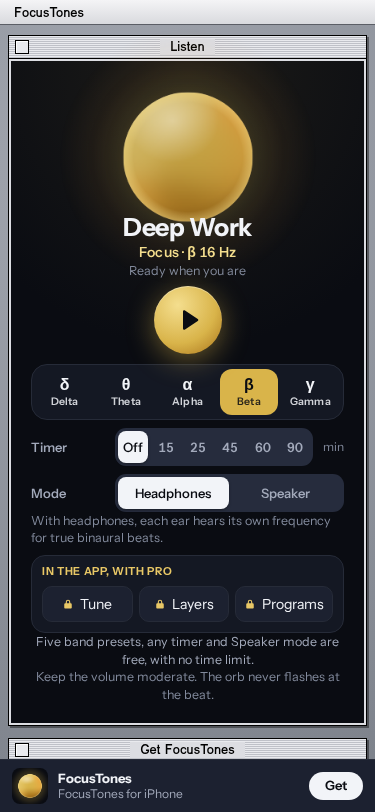 FocusTones
Listen
Deep Work
Focus · β 16 Hz
Ready when you are
δ θ α β γ
Delta Theta Alpha Beta Gamma
Timer Off 15 25 45 60 90 min
Mode Headphones Speaker
With headphones, each ear hears its own frequency
for true binaural beats.
IN THE APP, WITH PRO
Tune Layers Programs
Five band presets, any timer and Speaker mode are
free, with no time limit.
Keep the volume moderate. The orb never flashes at
the beat.
Get FocusTones
FocusTones
FocusTones for iPhone
Get